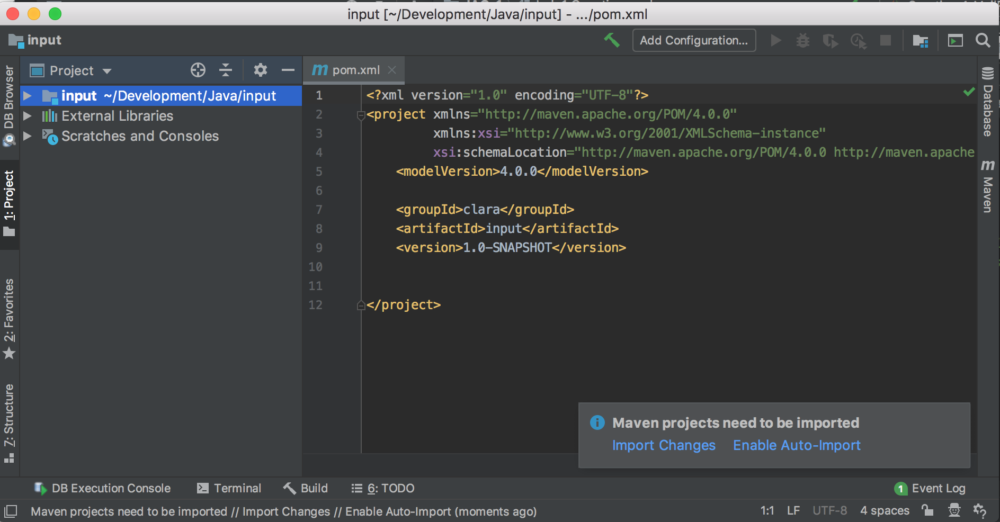 input [~/Development/Java/input] - .../pom.xml
input
Add Configuration...
DB Browser
1: Project
2: Favorites
7: Structure
Project
input ~/Development/Java/input
External Libraries
Scratches and Consoles
m pom.xml
1 <?xml version="1.0" encoding="UTF-8"?>
2 <project xmlns="http://maven.apache.org/POM/4.0.0"
3 xmlns:xsi="http://www.w3.org/2001/XMLSchema-instance"
4 xsi:schemaLocation="http://maven.apache.org/POM/4.0.0 http://maven.apache
5 <modelVersion>4.0.0</modelVersion>
6
7 <groupId>clara</groupId>
8 <artifactId>input</artifactId>
9 <version>1.0-SNAPSHOT</version>
10
11
12 </project>
Database
m Maven
Maven projects need to be imported
Import Changes Enable Auto-Import
DB Execution Console Terminal Build 6: TODO 1 Event Log
Maven projects need to be imported // Import Changes // Enable Auto-Import (moments ago) 1:1 LF UTF-8 4 spaces